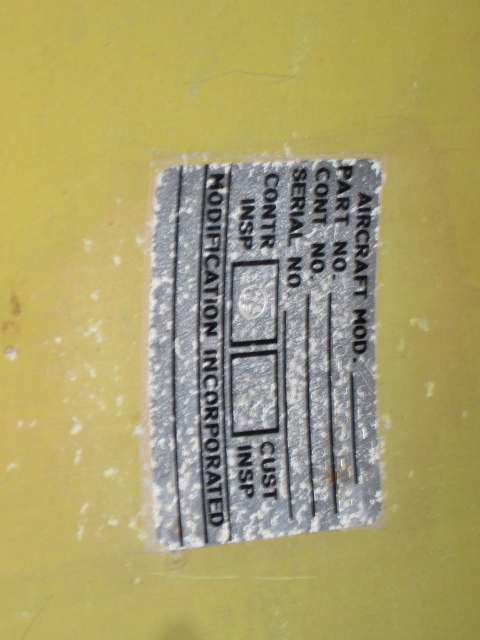 AIRCRAFT MOD.
PART NO.
CONT NO.
SERIAL NO
CONTR INSP CUST INSP
MODIFICATION INCORPORATED